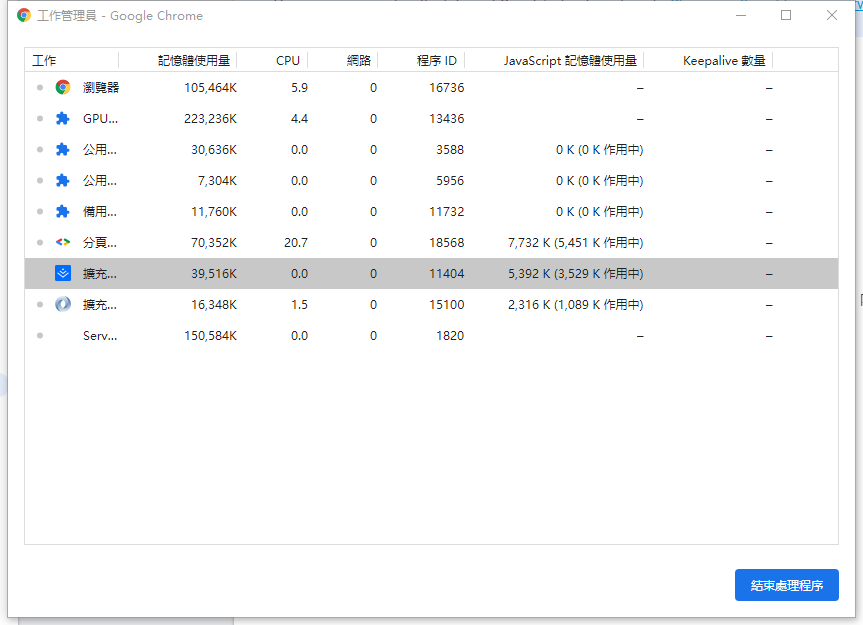 工作管理員 - Google Chrome
工作 記憶體使用量 CPU 網路 程序 ID JavaScript 記憶體使用量 Keepalive 數量
瀏覽器 105,464K 5.9 0 16736 – –
GPU... 223,236K 4.4 0 13436 – –
公用... 30,636K 0.0 0 3588 0 K (0 K 作用中) –
公用... 7,304K 0.0 0 5956 0 K (0 K 作用中) –
備用... 11,760K 0.0 0 11732 0 K (0 K 作用中) –
分頁... 70,352K 20.7 0 18568 7,732 K (5,451 K 作用中) –
擴充... 39,516K 0.0 0 11404 5,392 K (3,529 K 作用中) –
擴充... 16,348K 1.5 0 15100 2,316 K (1,089 K 作用中) –
Serv... 150,584K 0.0 0 1820 – –
結束處理程序